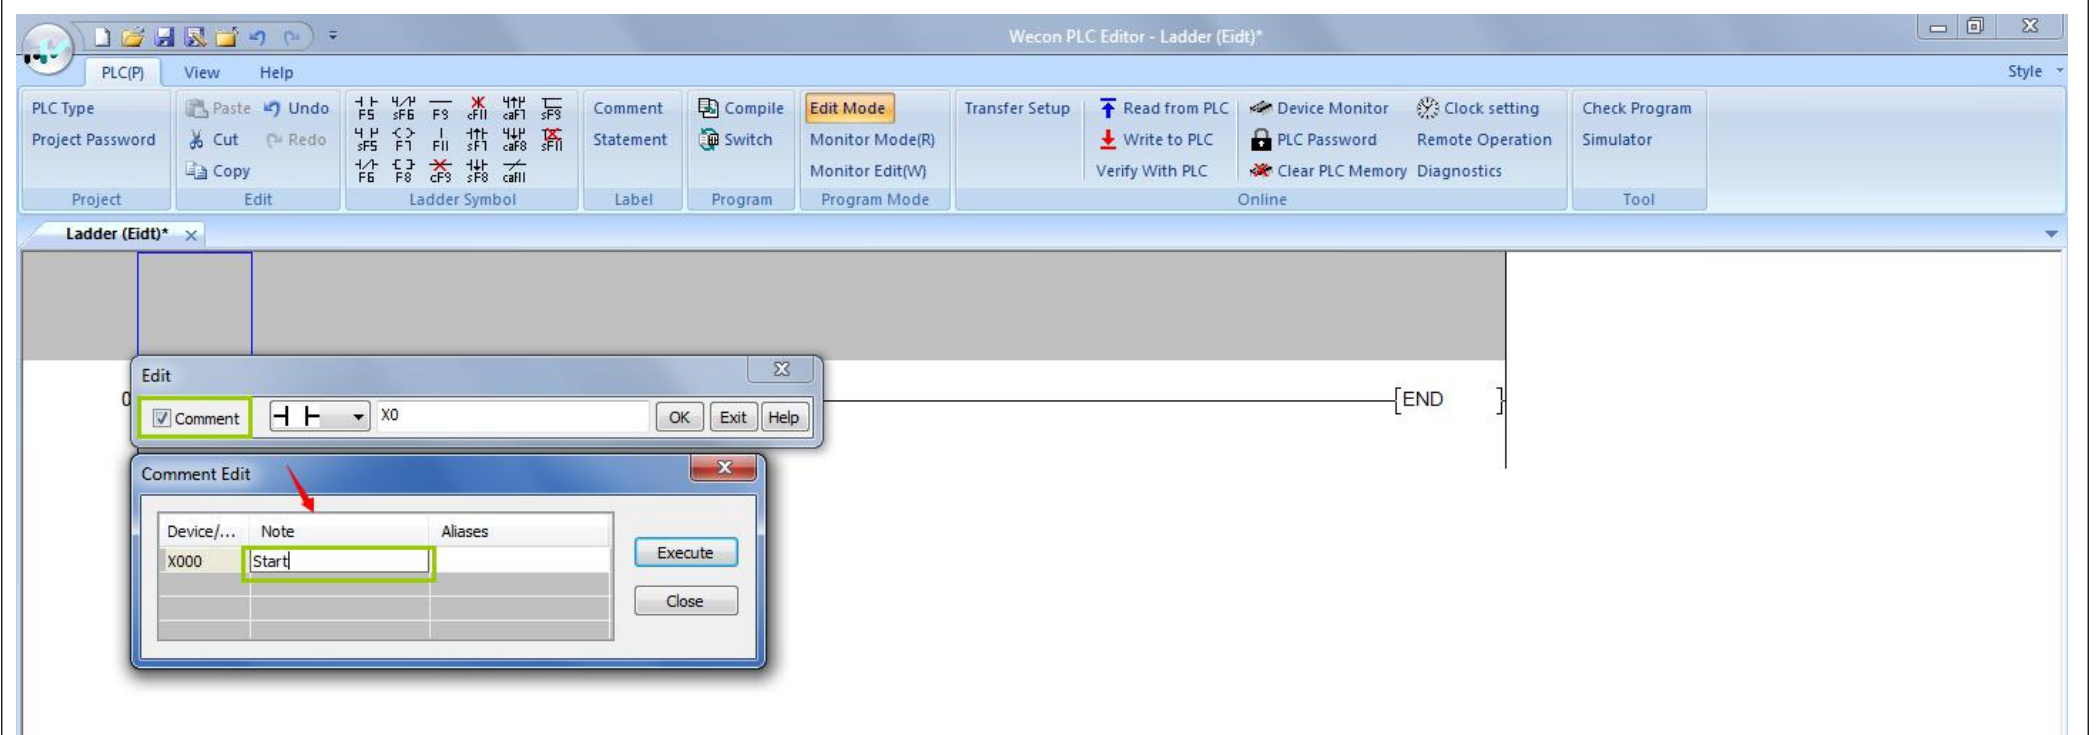 Wecon PLC Editor - Ladder (Eidt)*
PLC(P) View Help Style
PLC Type Paste Undo F5 sF6 F9 cF11 caF7 sF9 Comment Compile Edit Mode Transfer Setup Read from PLC Device Monitor Clock setting Check Program
Project Password Cut Redo sF5 F7 F11 sF7 caF8 sF11 Statement Switch Monitor Mode(R) Write to PLC PLC Password Remote Operation Simulator
Copy F6 F8 cF9 sF8 caF11 Monitor Edit(W) Verify With PLC Clear PLC Memory Diagnostics
Project Edit Ladder Symbol Label Program Program Mode Online Tool
Ladder (Eidt)*
Edit
0 [END ]
Comment X0 OK Exit Help
Comment Edit
Device/... Note Aliases
X000 Start
Execute
Close